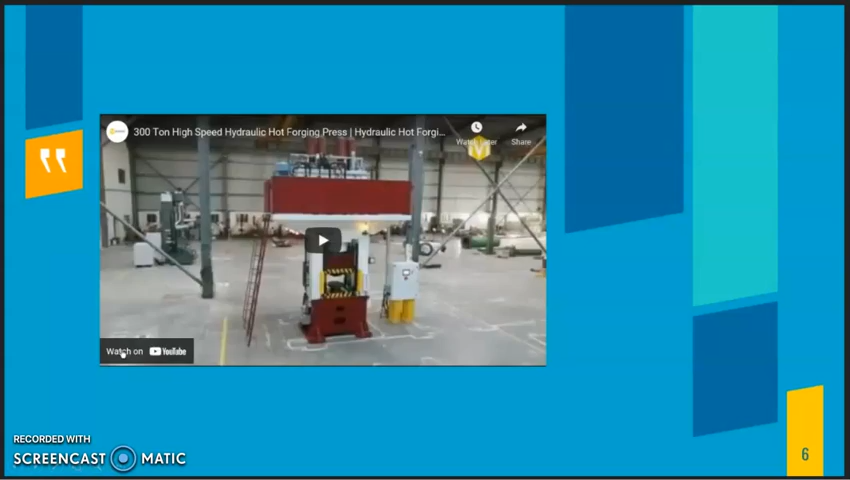 300 Ton High Speed Hydraulic Hot Forging Press | Hydraulic Hot Forgi...
Watch Later
Share
Watch on YouTube
RECORDED WITH
SCREENCAST MATIC
6